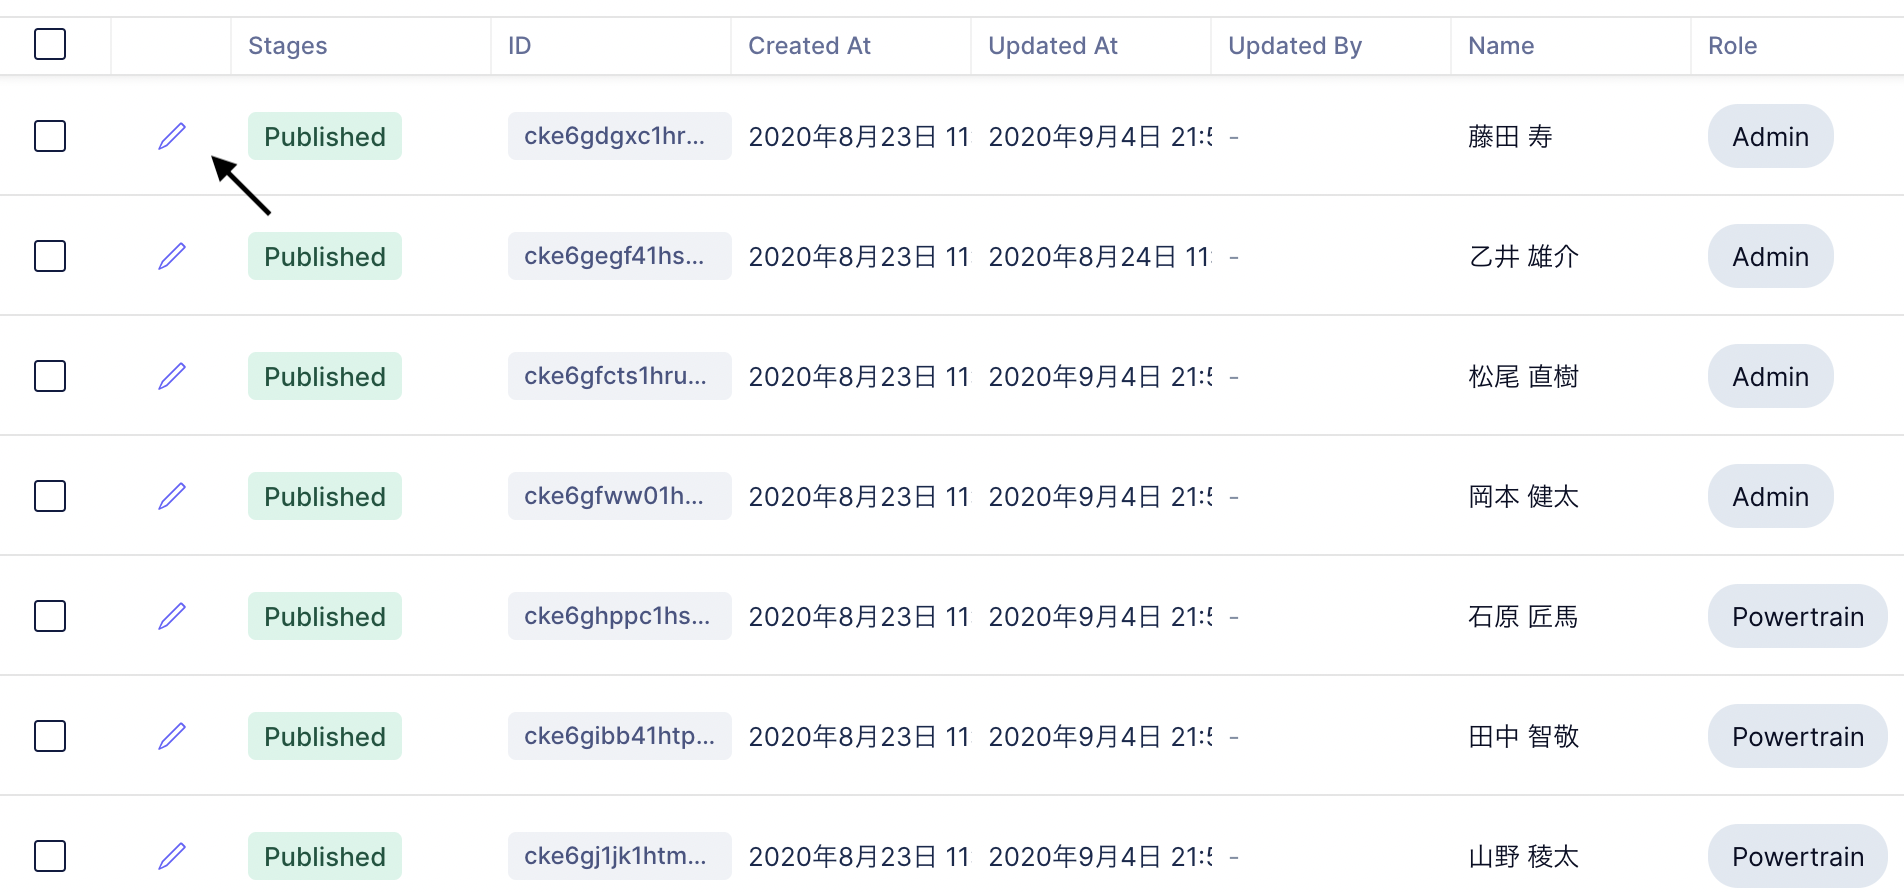 Stages ID Created At Updated At Updated By Name Role
Published cke6gdgxc1hr... 2020年8月23日 11 2020年9月4日 21:5 - 藤田 寿 Admin
Published cke6gegf41hs... 2020年8月23日 11 2020年8月24日 11: - 乙井 雄介 Admin
Published cke6gfcts1hru... 2020年8月23日 11 2020年9月4日 21:5 - 松尾 直樹 Admin
Published cke6gfww01h... 2020年8月23日 11 2020年9月4日 21:5 - 岡本 健太 Admin
Published cke6ghppc1hs... 2020年8月23日 11 2020年9月4日 21:5 - 石原 匠馬 Powertrain
Published cke6gibb41htp... 2020年8月23日 11 2020年9月4日 21:5 - 田中 智敬 Powertrain
Published cke6gj1jk1htm... 2020年8月23日 11 2020年9月4日 21:5 - 山野 稜太 Powertrain